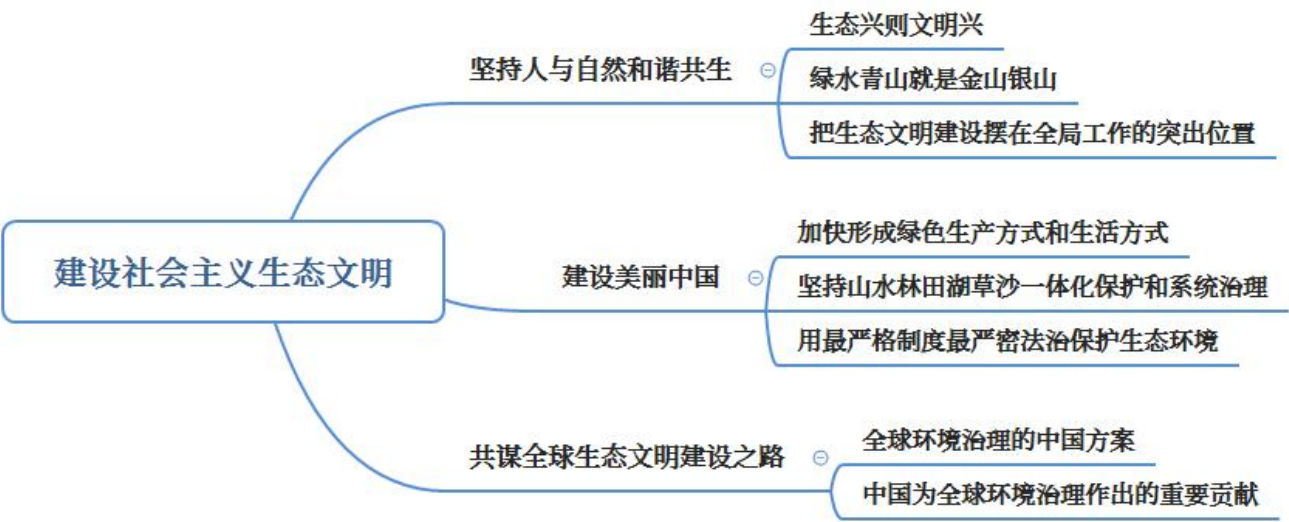 建设社会主义生态文明
坚持人与自然和谐共生
生态兴则文明兴
绿水青山就是金山银山
把生态文明建设摆在全局工作的突出位置
建设美丽中国
加快形成绿色生产方式和生活方式
坚持山水林田湖草沙一体化保护和系统治理
用最严格制度最严密法治保护生态环境
共谋全球生态文明建设之路
全球环境治理的中国方案
中国为全球环境治理作出的重要贡献